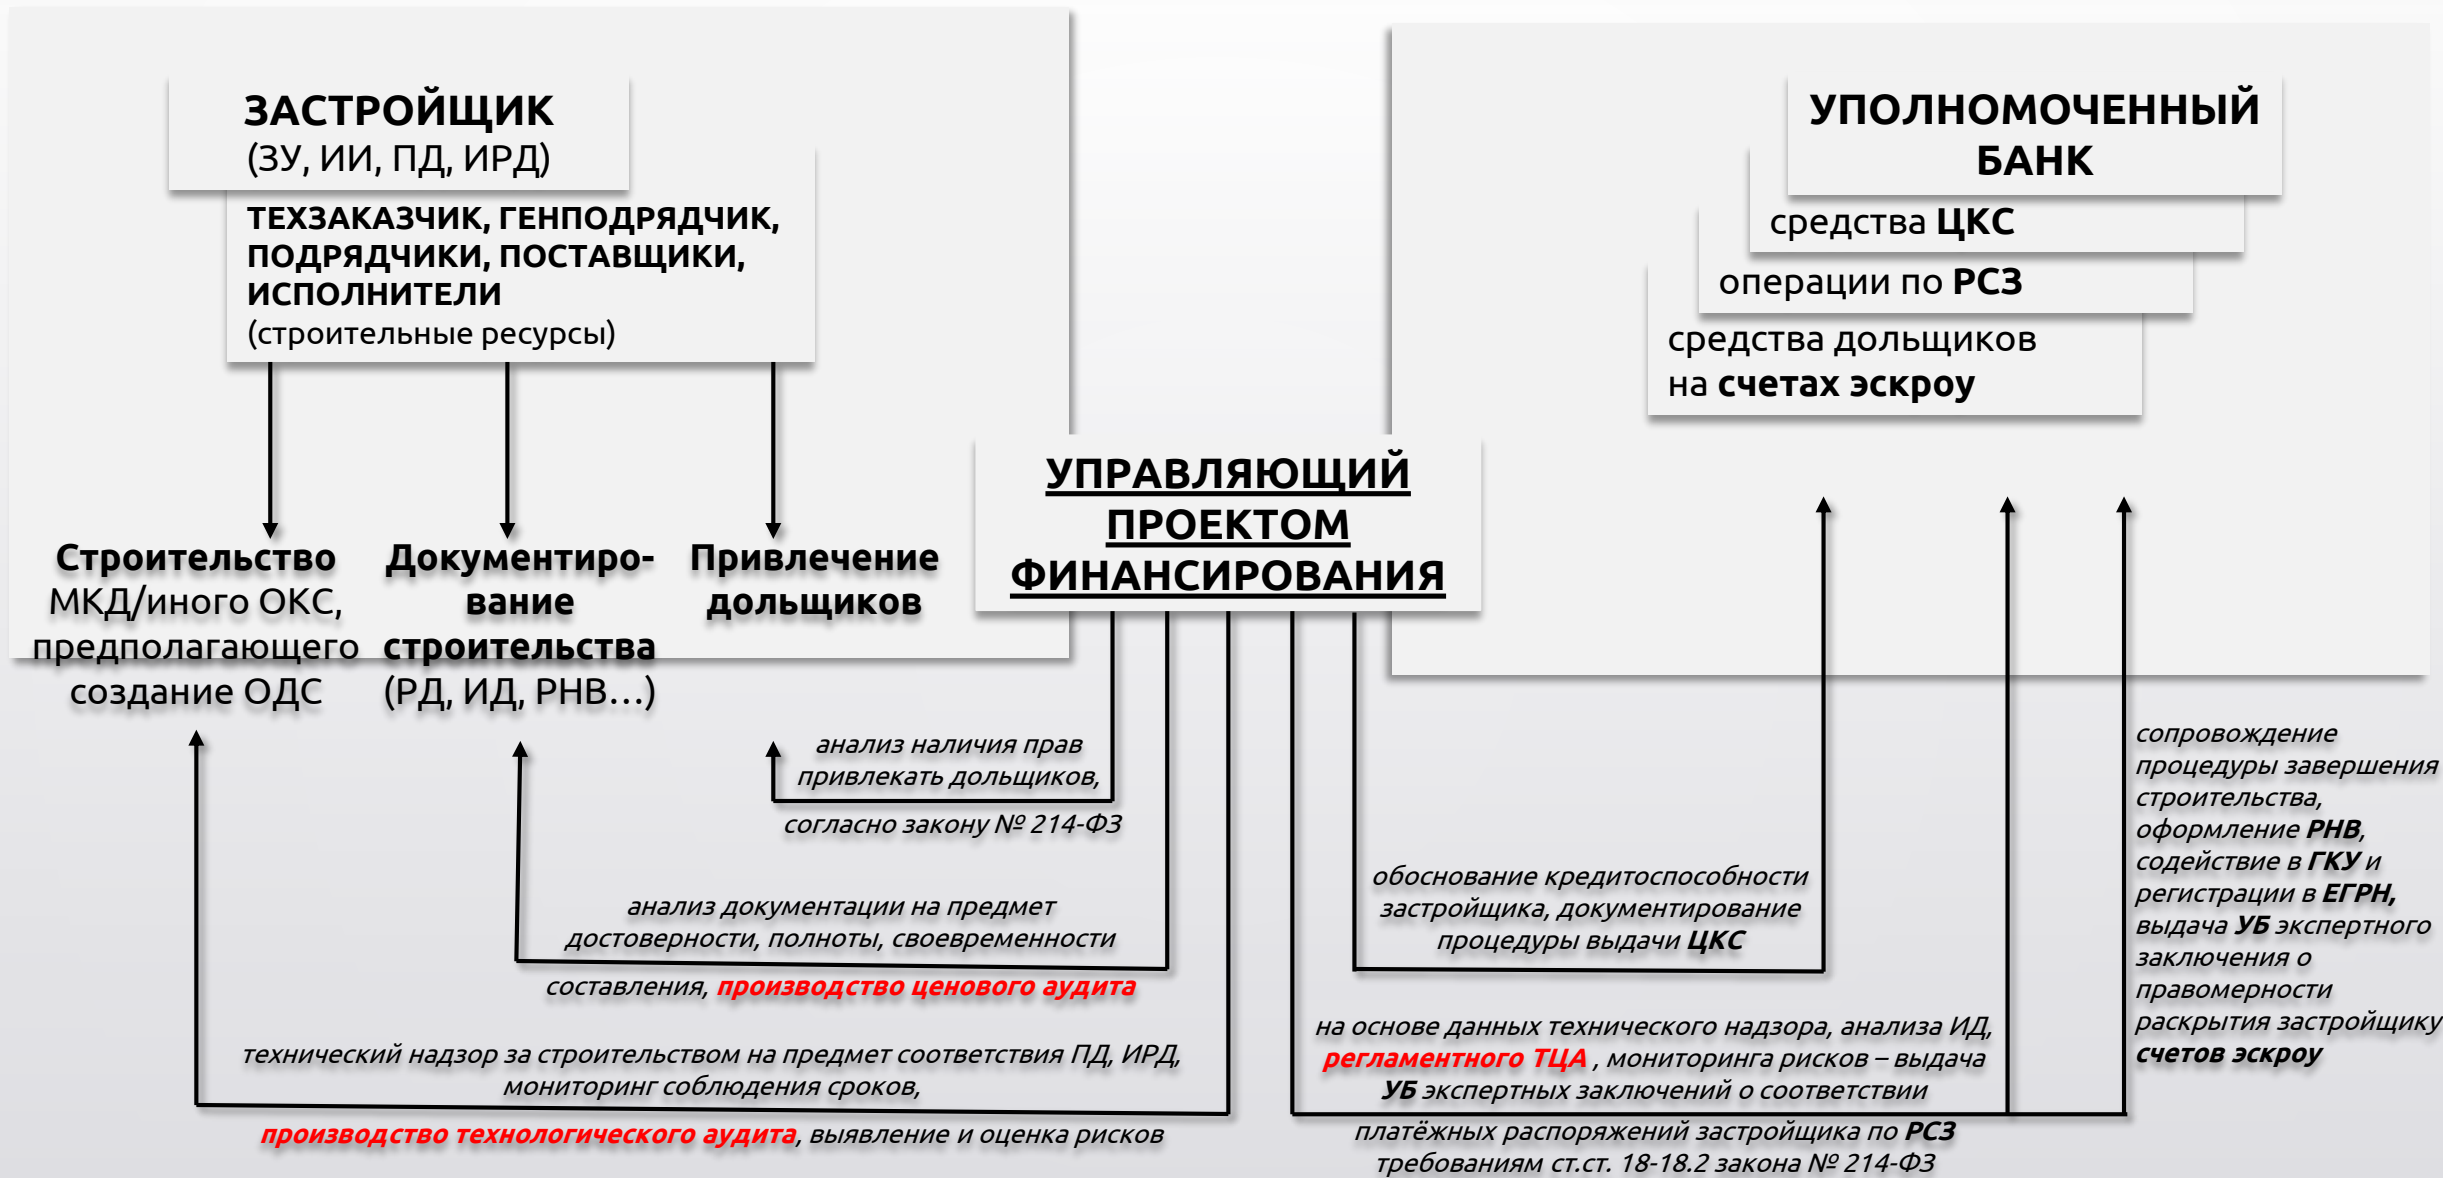 ЗАСТРОЙЩИК
(ЗУ, ИИ, ПД, ИРД)
ТЕХЗАКАЗЧИК, ГЕНПОДРЯДЧИК,
ПОДРЯДЧИКИ, ПОСТАВЩИКИ,
ИСПОЛНИТЕЛИ
(строительные ресурсы)
УПОЛНОМОЧЕННЫЙ
БАНК
средства ЦКС
операции по РСЗ
средства дольщиков
на счетах эскроу
УПРАВЛЯЮЩИЙ
ПРОЕКТОМ
ФИНАНСИРОВАНИЯ
Строительство
МКД/иного ОКС,
предполагающего
создание ОДС
Документиро-
вание
строительства
(РД, ИД, РНВ...)
Привлечение
дольщиков
анализ наличия прав
привлекать дольщиков,
согласно закону № 214-ФЗ
анализ документации на предмет
достоверности, полноты, своевременности
составления, производство ценового аудита
технический надзор за строительством на предмет соответствия ПД, ИРД,
мониторинг соблюдения сроков,
производство технологического аудита, выявление и оценка рисков
обоснование кредитоспособности
застройщика, документирование
процедуры выдачи ЦКС
на основе данных технического надзора, анализа ИД,
регламентного ТЦА , мониторинга рисков – выдача
УБ экспертных заключений о соответствии
платёжных распоряжений застройщика по РСЗ
требованиям ст.ст. 18-18.2 закона № 214-ФЗ
сопровождение
процедуры завершения
строительства,
оформление РНВ,
содействие в ГКУ и
регистрации в ЕГРН,
выдача УБ экспертного
заключения о
правомерности
раскрытия застройщику
счетов эскроу